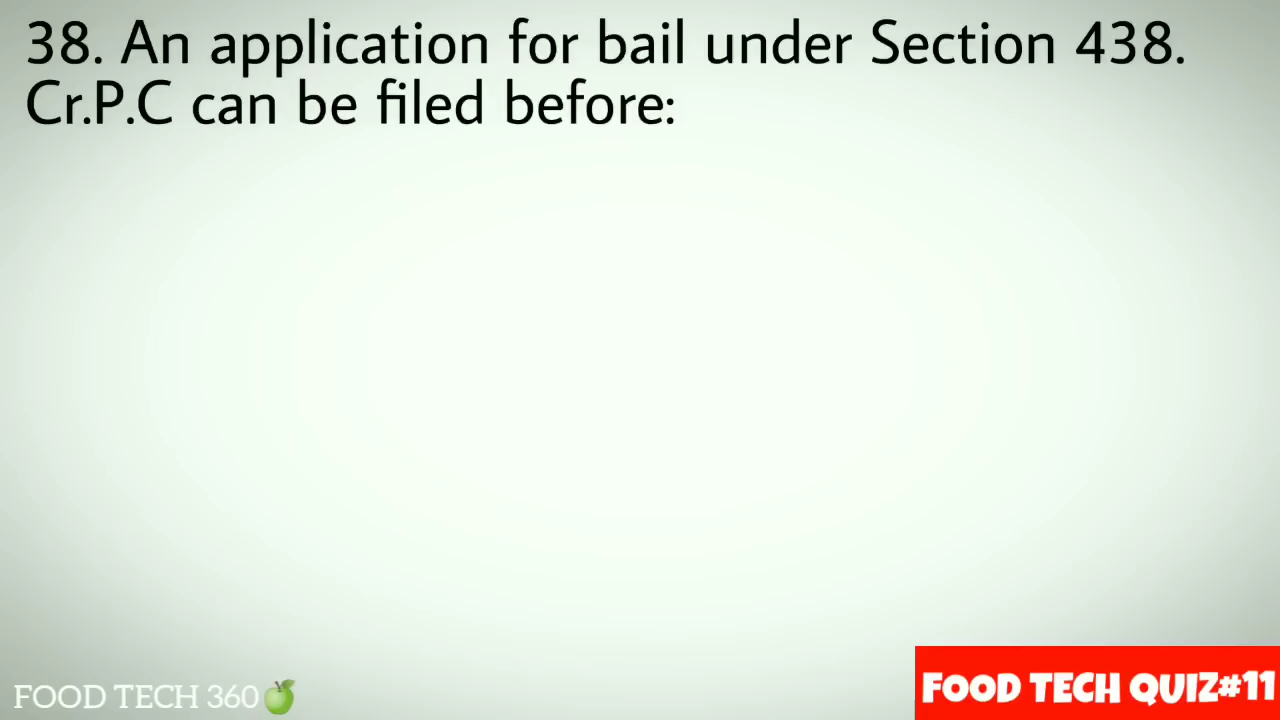 38. An application for bail under Section 438.
Cr.P.C can be filed before:
FOOD TECH 360
FOOD TECH QUIZ#11